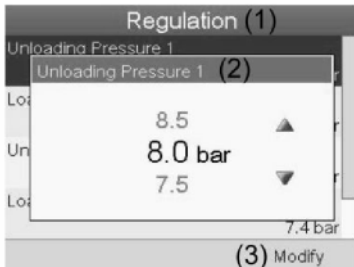 Regulation (1)
Unloading Pressure 1
Unloading Pressure 1 (2)
8.5
8.0 bar
7.5
7.4 bar
(3) Modify